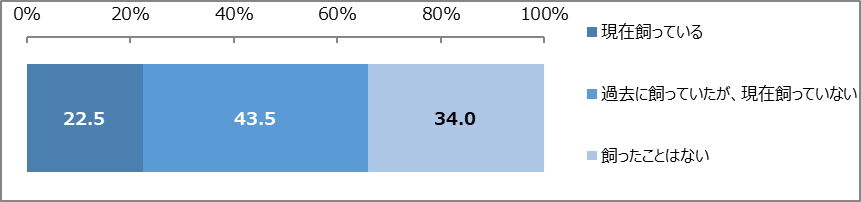 0% 20% 40% 60% 80% 100%
22.5 43.5 34.0
現在飼っている
過去に飼っていたが、現在飼っていない
飼ったことはない